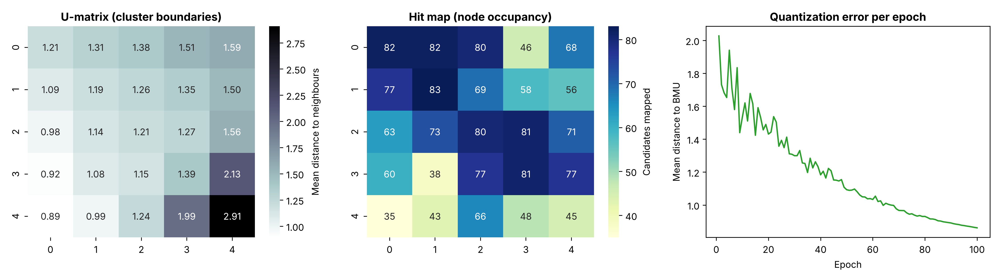 U-matrix (cluster boundaries)
0 1.21 1.31 1.38 1.51 1.59
1 1.09 1.19 1.26 1.35 1.50
2 0.98 1.14 1.21 1.27 1.56
3 0.92 1.08 1.15 1.39 2.13
4 0.89 0.99 1.24 1.99 2.91
0 1 2 3 4
2.75
2.50
2.25
2.00
1.75
1.50
1.25
1.00
Mean distance to neighbours
Hit map (node occupancy)
0 82 82 80 46 68
1 77 83 69 58 56
2 63 73 80 81 71
3 60 38 77 81 77
4 35 43 66 48 45
0 1 2 3 4
80
70
60
50
40
Candidates mapped
Quantization error per epoch
Mean distance to BMU
2.0
1.8
1.6
1.4
1.2
1.0
0 20 40 60 80 100
Epoch